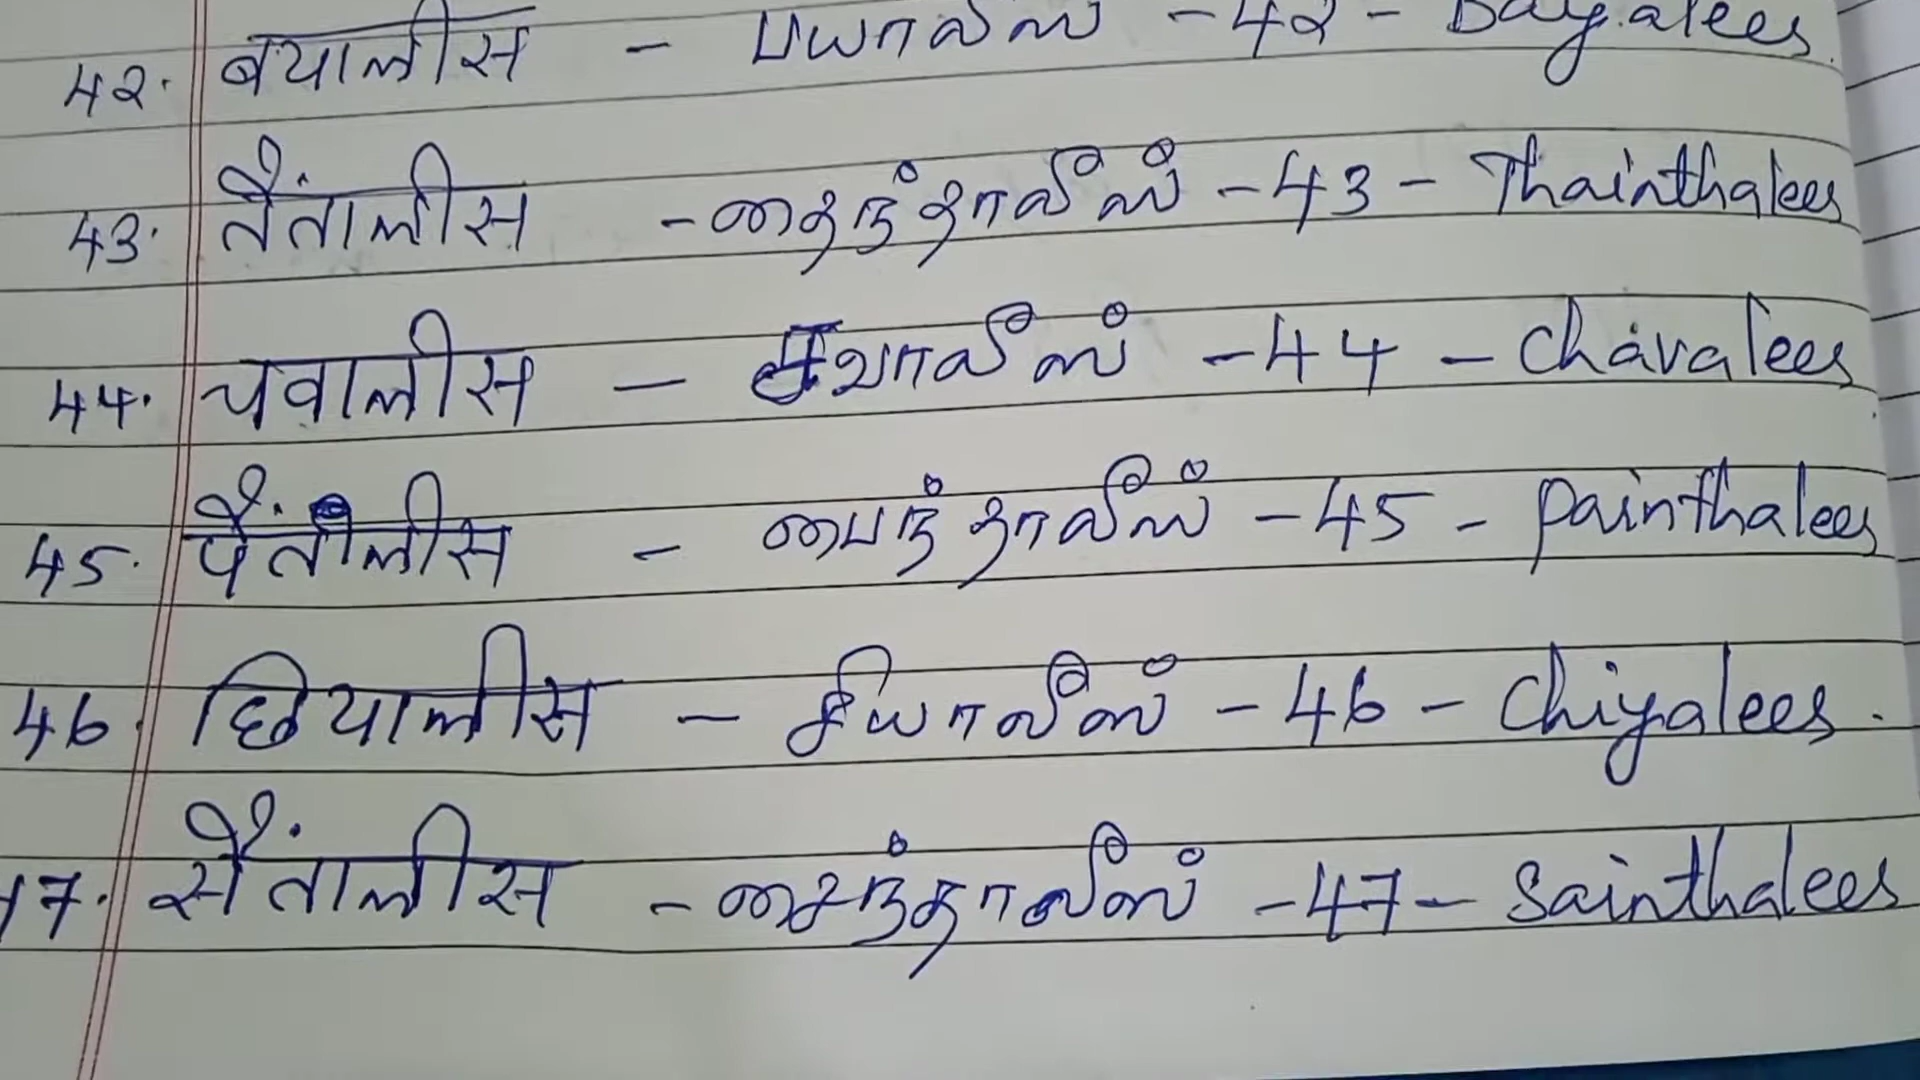 42. बयालीस - பயாலீஸ் - 42 - Bayalees.
43. तैंतालीस - தைந்தாலீஸ் - 43 - Thainthalees
44. चवालीस - சவாலீஸ் - 44 - Chavalees
45. पैंतालीस - பைந்தாலீஸ் - 45 - Painthalees
46. छियालीस - சியாலீஸ் - 46 - Chiyalees.
47. सैंतालीस - சைந்தாலீஸ் - 47 - Sainthalees